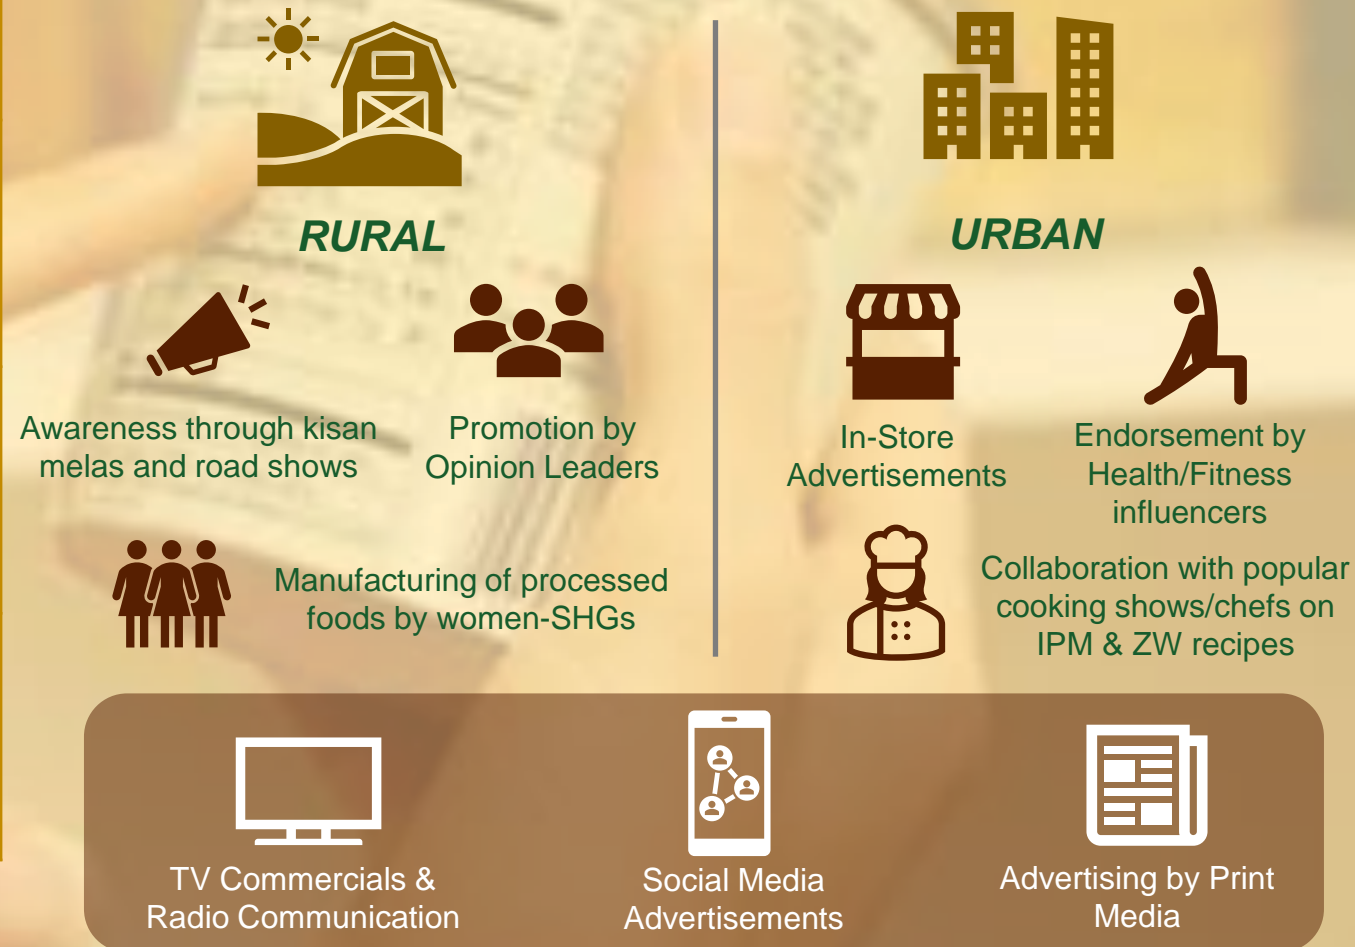 RURAL
Awareness through kisan
melas and road shows
Promotion by
Opinion Leaders
Manufacturing of processed
foods by women-SHGs
URBAN
In-Store
Advertisements
Endorsement by
Health/Fitness
influencers
Collaboration with popular
cooking shows/chefs on
IPM & ZW recipes
TV Commercials &
Radio Communication
Social Media
Advertisements
Advertising by Print
Media